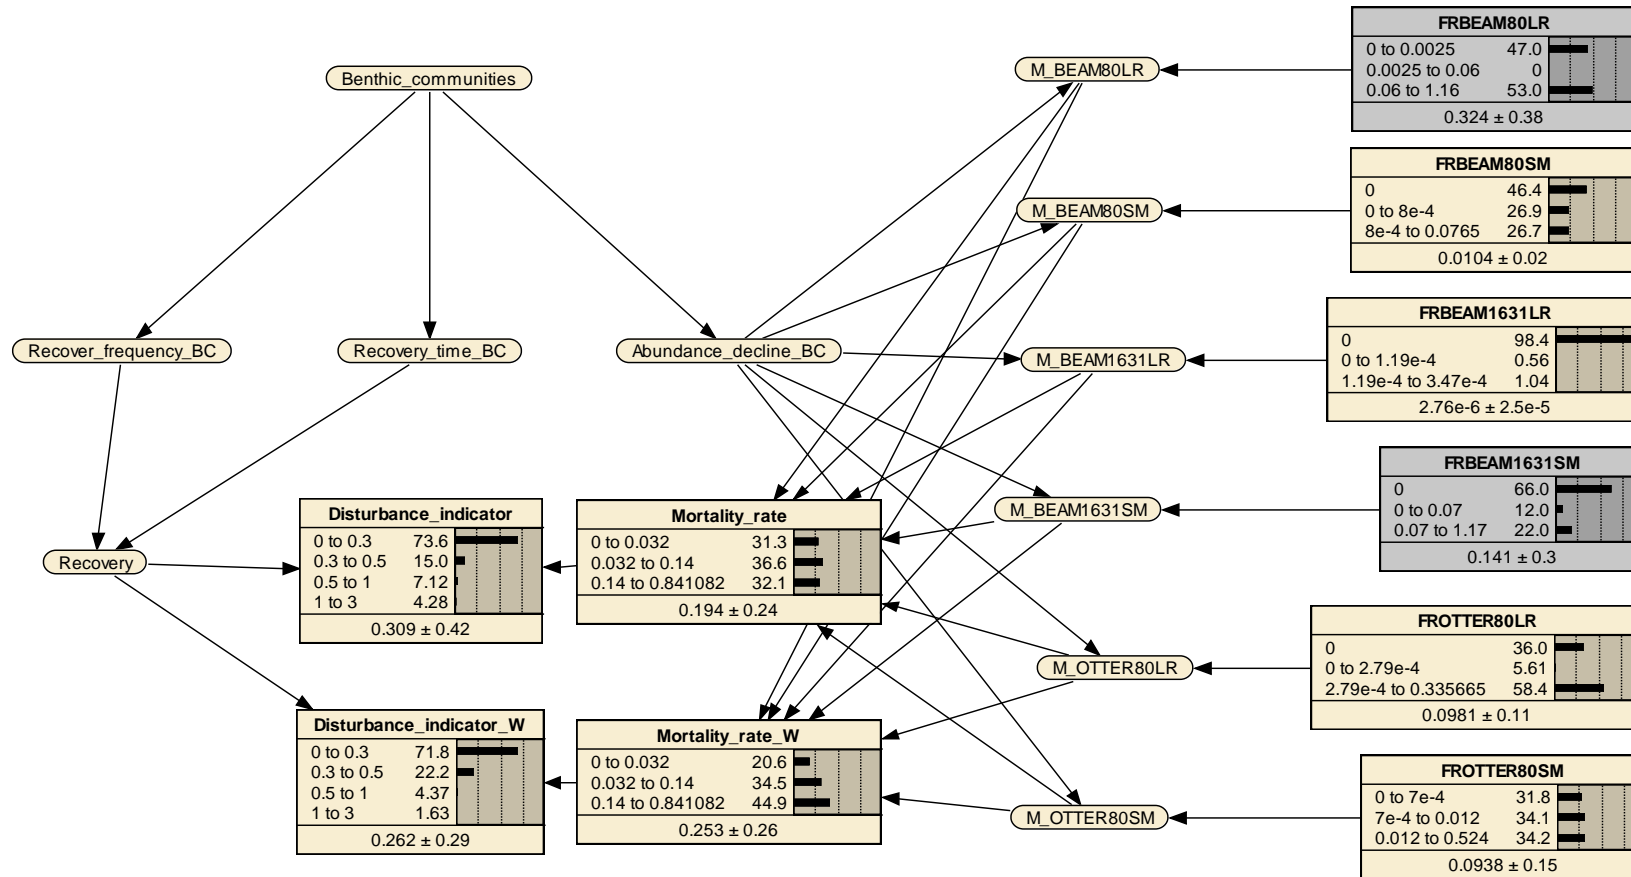 Benthic_communities
Recover_frequency_BC
Recovery_time_BC
Abundance_decline_BC
Recovery
M_BEAM80LR
M_BEAM80SM
M_BEAM1631LR
M_BEAM1631SM
M_OTTER80LR
M_OTTER80SM
Disturbance_indicator
0 to 0.3 73.6
0.3 to 0.5 15.0
0.5 to 1 7.12
1 to 3 4.28
0.309 ± 0.42
Mortality_rate
0 to 0.032 31.3
0.032 to 0.14 36.6
0.14 to 0.841082 32.1
0.194 ± 0.24
Disturbance_indicator_W
0 to 0.3 71.8
0.3 to 0.5 22.2
0.5 to 1 4.37
1 to 3 1.63
0.262 ± 0.29
Mortality_rate_W
0 to 0.032 20.6
0.032 to 0.14 34.5
0.14 to 0.841082 44.9
0.253 ± 0.26
FRBEAM80LR
0 to 0.0025 47.0
0.0025 to 0.06 0
0.06 to 1.16 53.0
0.324 ± 0.38
FRBEAM80SM
0 46.4
0 to 8e-4 26.9
8e-4 to 0.0765 26.7
0.0104 ± 0.02
FRBEAM1631LR
0 98.4
0 to 1.19e-4 0.56
1.19e-4 to 3.47e-4 1.04
2.76e-6 ± 2.5e-5
FRBEAM1631SM
0 66.0
0 to 0.07 12.0
0.07 to 1.17 22.0
0.141 ± 0.3
FROTTER80LR
0 36.0
0 to 2.79e-4 5.61
2.79e-4 to 0.335665 58.4
0.0981 ± 0.11
FROTTER80SM
0 to 7e-4 31.8
7e-4 to 0.012 34.1
0.012 to 0.524 34.2
0.0938 ± 0.15